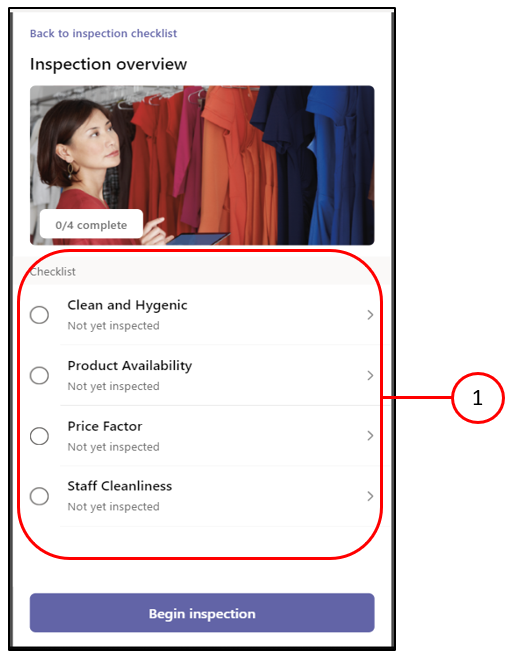 Back to inspection checklist
Inspection overview
0/4 complete
Checklist
Clean and Hygenic
Not yet inspected
Product Availability
Not yet inspected
1
Price Factor
Not yet inspected
Staff Cleanliness
Not yet inspected
Begin inspection